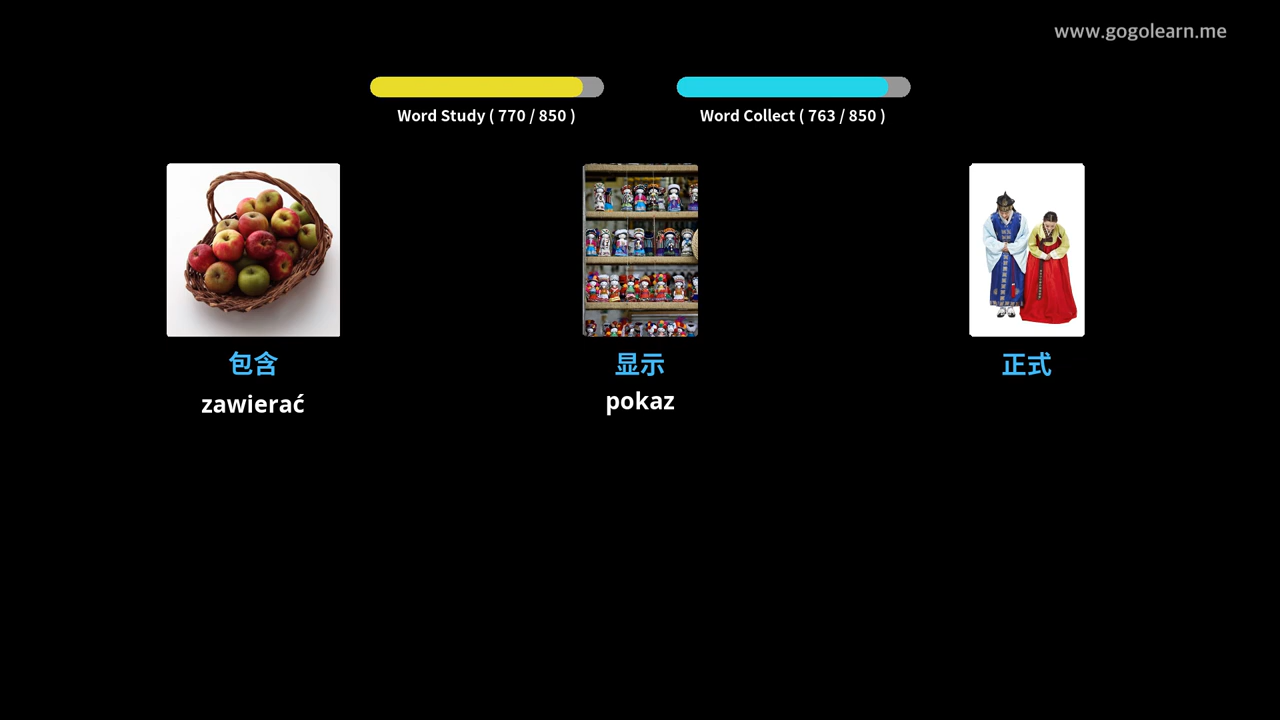 www.gogolearn.me
Word Study ( 770 / 850 )
Word Collect ( 763 / 850 )
包含
zawierać
显示
pokaz
正式